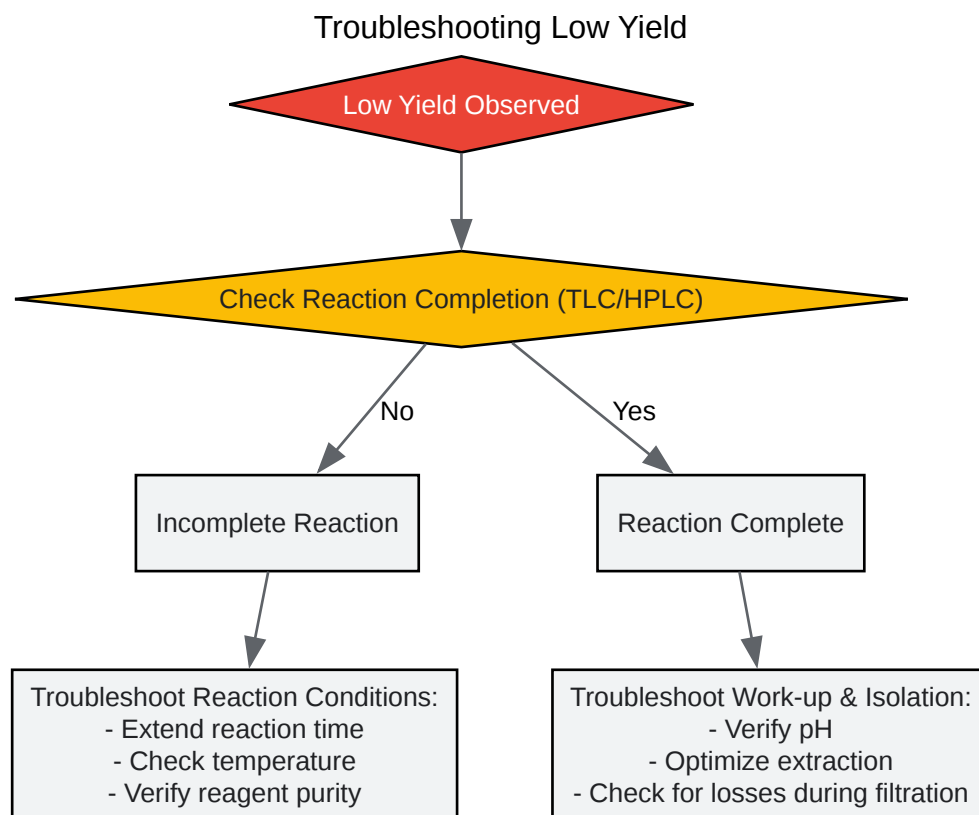 Troubleshooting Low Yield
Low Yield Observed
Check Reaction Completion (TLC/HPLC)
No
Yes
Incomplete Reaction
Reaction Complete
Troubleshoot Reaction Conditions:
- Extend reaction time
- Check temperature
- Verify reagent purity
Troubleshoot Work-up & Isolation:
- Verify pH
- Optimize extraction
- Check for losses during filtration